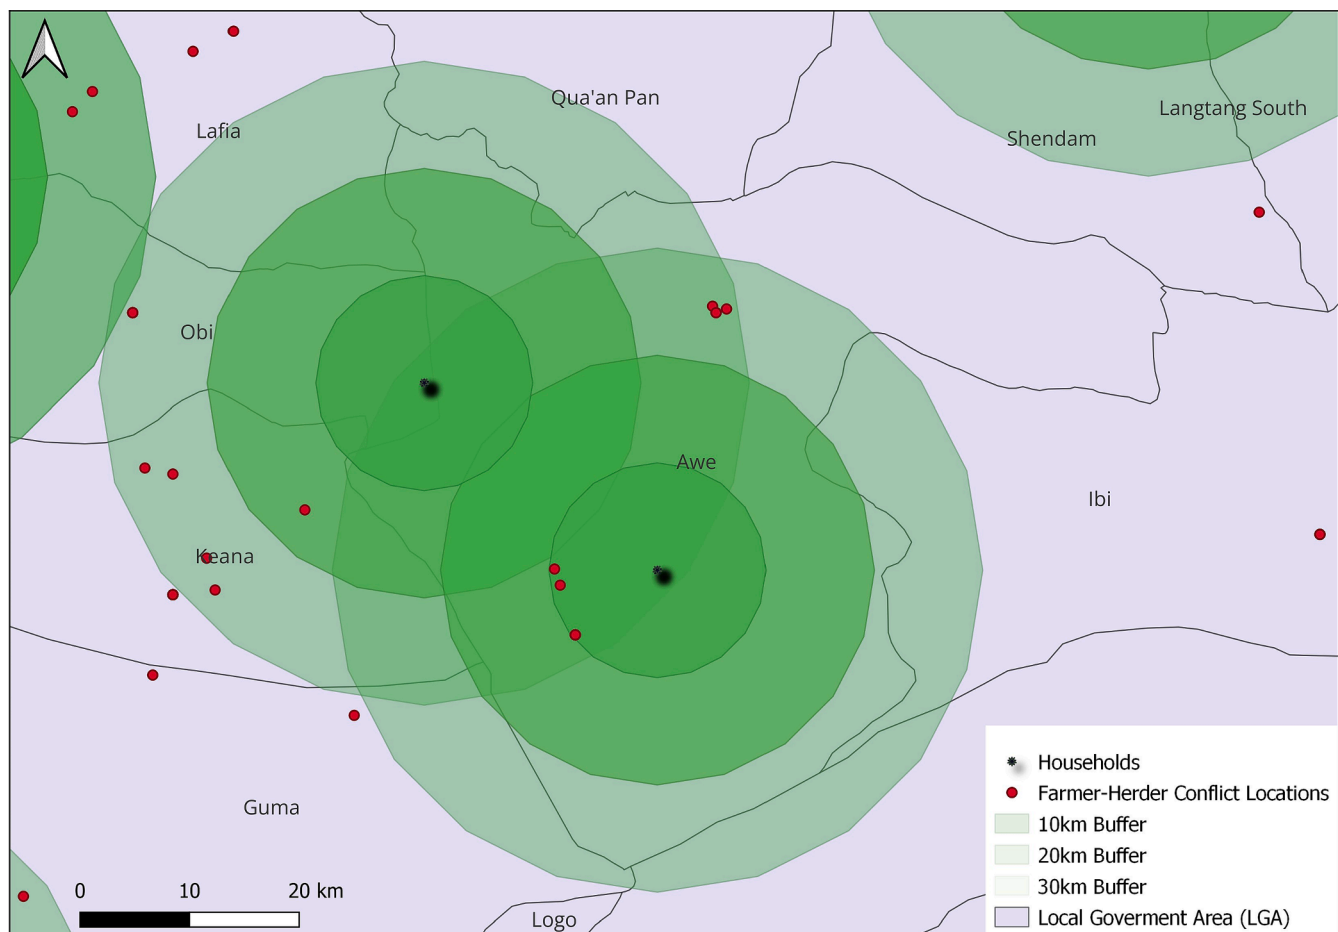 Qua'an Pan
Langtang South
Lafia
Shendam
Obi
Awe
Ibi
Keana
Guma
Logo
0 10 20 km
Households
Farmer-Herder Conflict Locations
10km Buffer
20km Buffer
30km Buffer
Local Goverment Area (LGA)